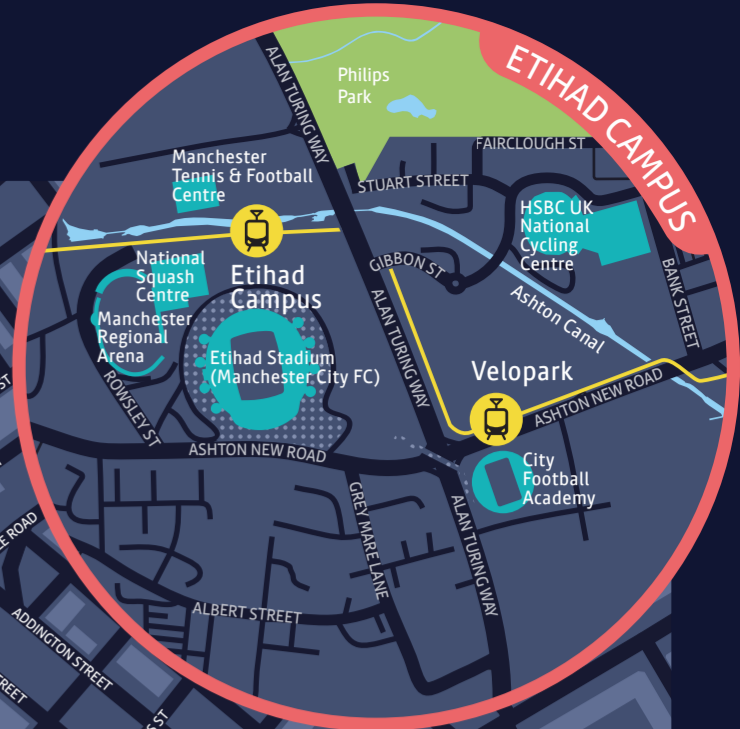 ETIHAD CAMPUS
Philips
Park
ALAN TURING WAY
FAIRCLOUGH ST
Manchester
Tennis & Football
Centre
STUART STREET
HSBC UK
National
Cycling
Centre
GIBBON ST
BANK STREET
National
Squash
Centre
Etihad
Campus
Ashton Canal
Manchester
Regional
Arena
ALAN TURING WAY
Etihad Stadium
(Manchester City FC)
Velopark
ROWSLEY ST
ASHTON NEW ROAD
ASHTON NEW ROAD
City
Football
Academy
GREY MARE LANE
ALAN TURING WAY
ALBERT STREET
ADDINGTON STREET